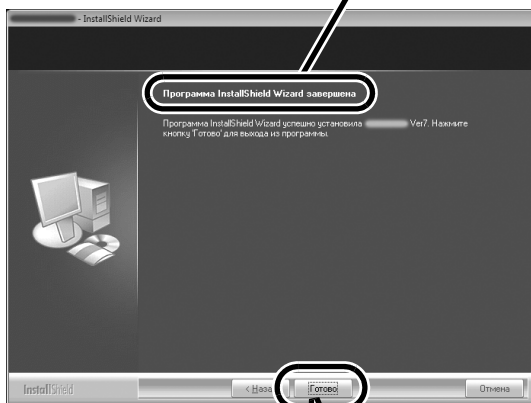 - InstallShield Wizard
Программа InstallShield Wizard завершена
Программа InstallShield Wizard успешно установила Ver7. Нажмите
кнопку 'Готово' для выхода из программы.
InstallShield
Готово
Отмена